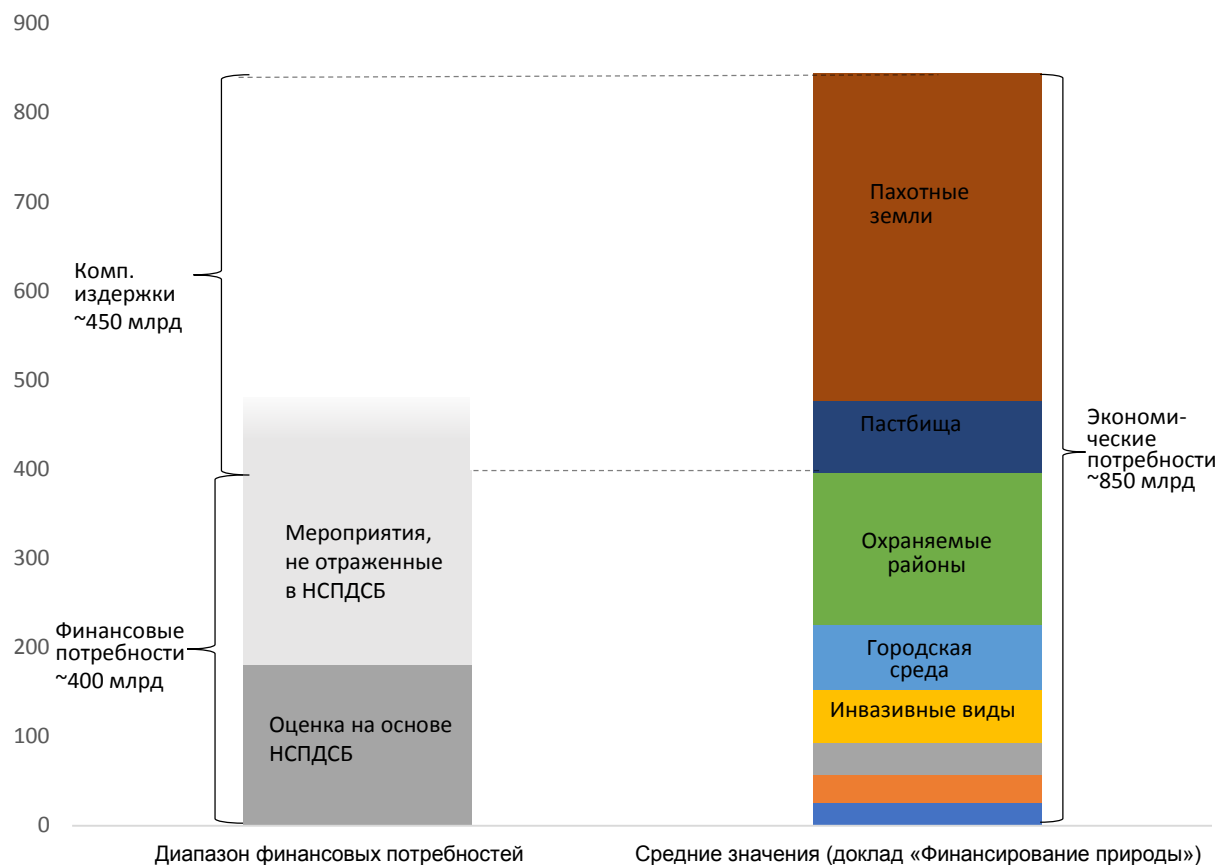 900
800
700
600
500
400
300
200
100
0
Комп.
издержки
~450 млрд
Финансовые
потребности
~400 млрд
Мероприятия,
не отраженные
в НСПДСБ
Оценка на основе
НСПДСБ
Пахотные
земли
Пастбища
Охраняемые
районы
Городская
среда
Инвазивные виды
Экономи-
ческие
потребности
~850 млрд
Диапазон финансовых потребностей
Средние значения (доклад «Финансирование природы»)